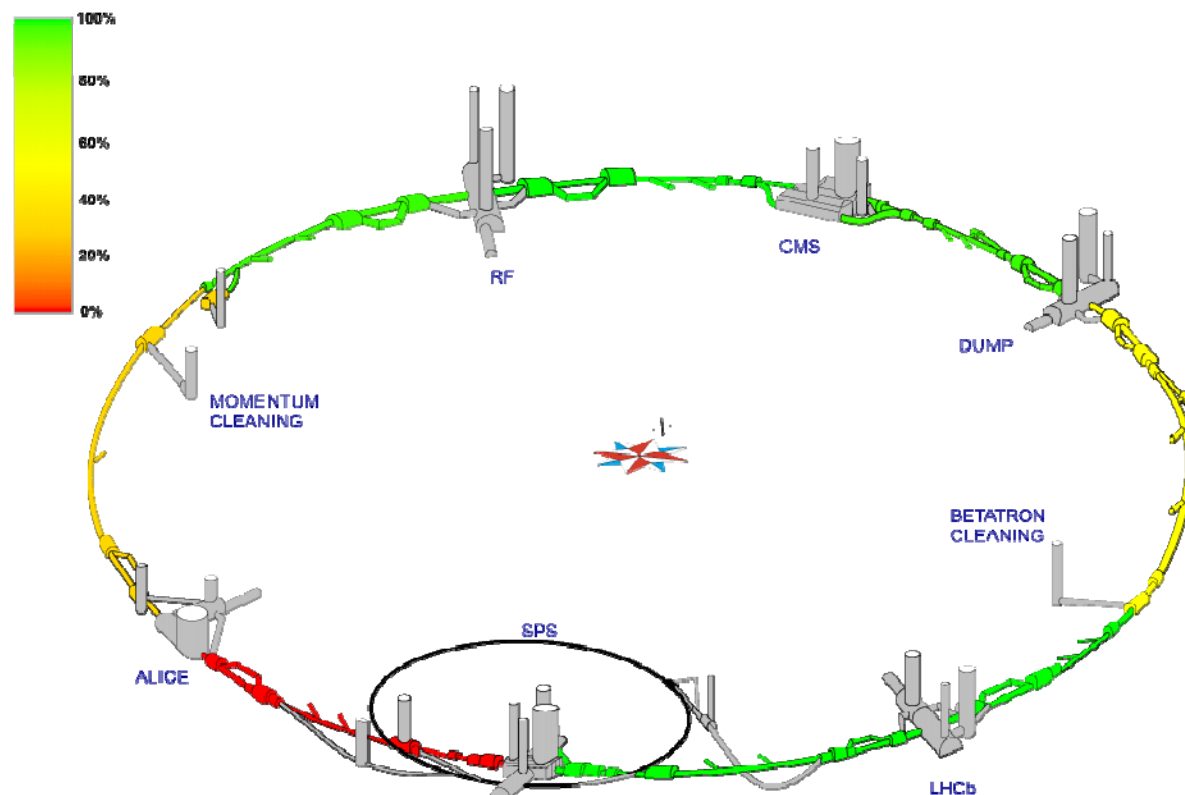 100%
80%
60%
40%
20%
0%
RF
CMS
DUMP
MOMENTUM
CLEANING
BETATRON
CLEANING
SPS
ALICE
LHCb